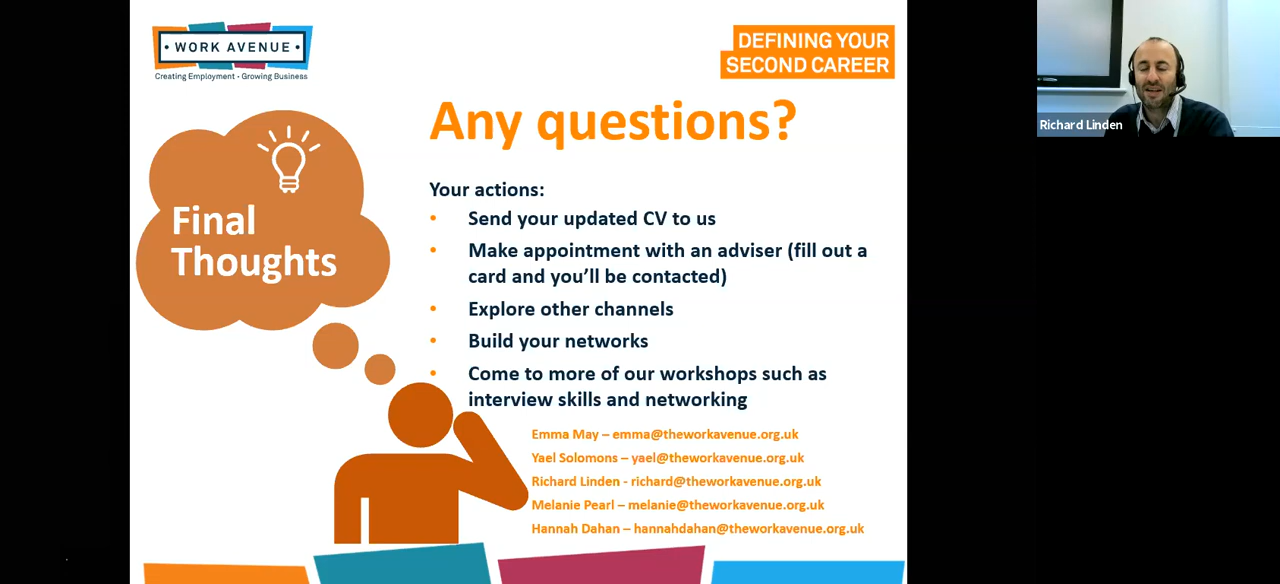 • WORK AVENUE •
Creating Employment • Growing Business
DEFINING YOUR
SECOND CAREER
Any questions?
Final
Thoughts
Your actions:
• Send your updated CV to us
• Make appointment with an adviser (fill out a
card and you’ll be contacted)
• Explore other channels
• Build your networks
• Come to more of our workshops such as
interview skills and networking
Emma May – emma@theworkavenue.org.uk
Yael Solomons – yael@theworkavenue.org.uk
Richard Linden - richard@theworkavenue.org.uk
Melanie Pearl – melanie@theworkavenue.org.uk
Hannah Dahan – hannahdahan@theworkavenue.org.uk
Richard Linden